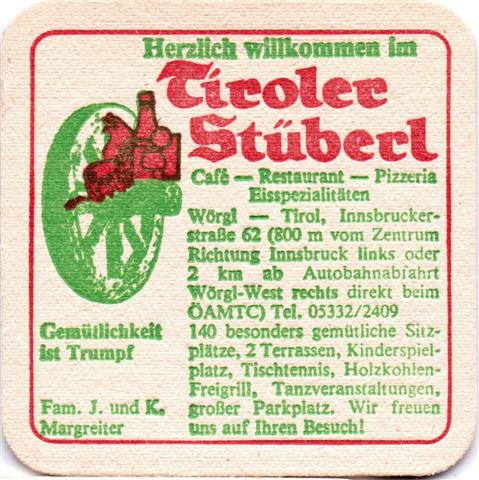 Herzlich willkommen im
Tiroler
Stüberl
Café — Restaurant — Pizzeria
Eisspezialitäten
Wörgl — Tirol, Innsbrucker-
straße 62 (800 m vom Zentrum
Richtung Innsbruck links oder
2 km ab Autobahnabfahrt
Wörgl-West rechts direkt beim
ÖAMTC) Tel. 05332/2409
140 besonders gemütliche Sitz-
plätze, 2 Terrassen, Kinderspiel-
platz, Tischtennis, Holzkohlen-
Freigrill, Tanzveranstaltungen,
großer Parkplatz. Wir freuen
uns auf Ihren Besuch!
Gemütlichkeit
ist Trumpf
Fam. J. und K.
Margreiter